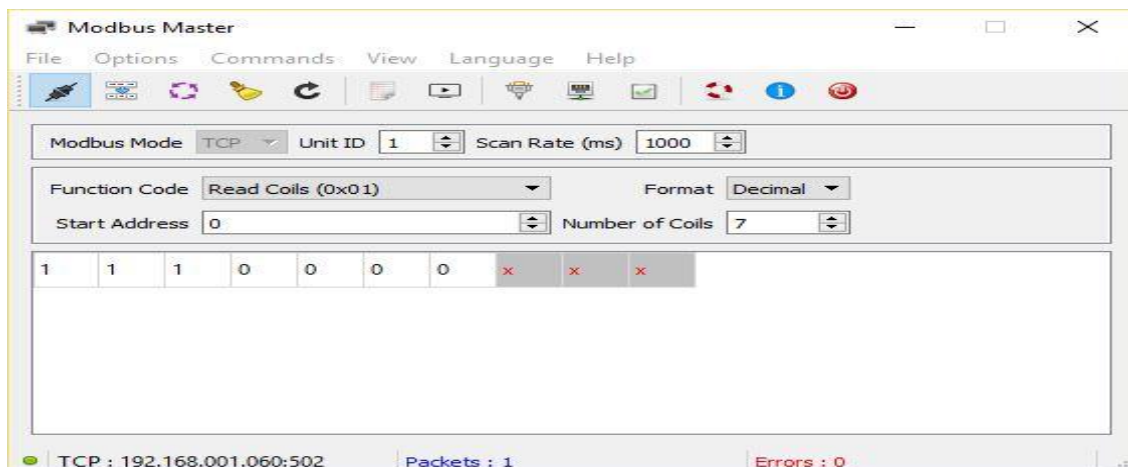 Modbus Master
File Options Commands View Language Help
Modbus Mode TCP Unit ID 1 Scan Rate (ms) 1000
Function Code Read Coils (0x01) Format Decimal
Start Address 0 Number of Coils 7
1 1 1 0 0 0 0 x x x
TCP : 192.168.001.060:502 Packets : 1 Errors : 0